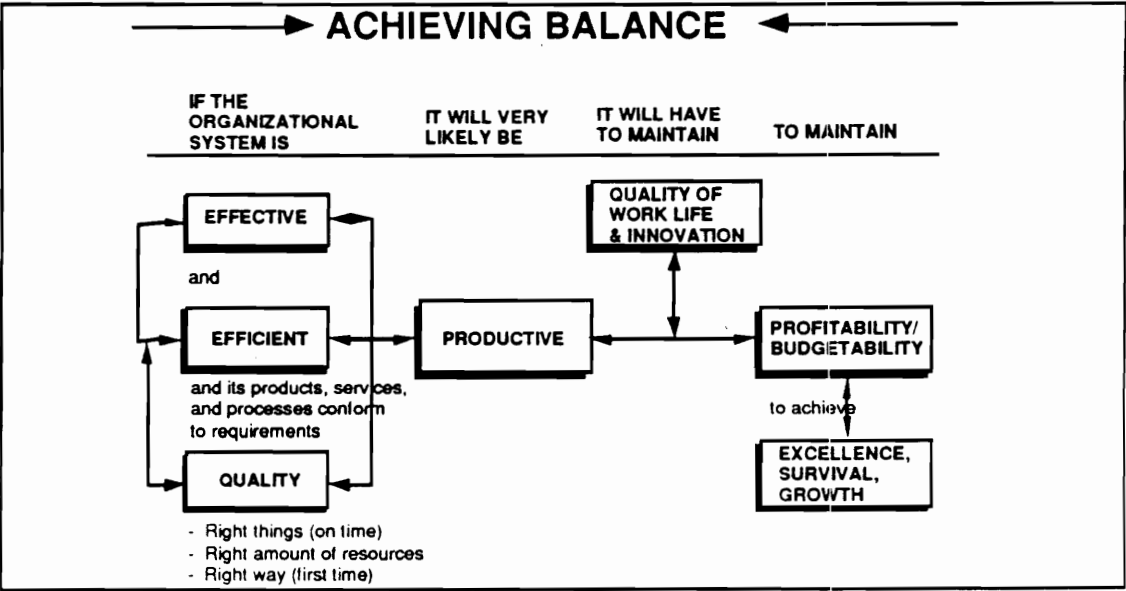 ACHIEVING BALANCE
IF THE
ORGANIZATIONAL
SYSTEM IS
IT WILL VERY
LIKELY BE
IT WILL HAVE
TO MAINTAIN
TO MAINTAIN
EFFECTIVE
and
EFFICIENT
and its products, services,
and processes conform
to requirements
QUALITY
- Right things (on time)
- Right amount of resources
- Right way (first time)
PRODUCTIVE
QUALITY OF
WORK LIFE
& INNOVATION
PROFITABILITY/
BUDGETABILITY
to achieve
EXCELLENCE,
SURVIVAL,
GROWTH